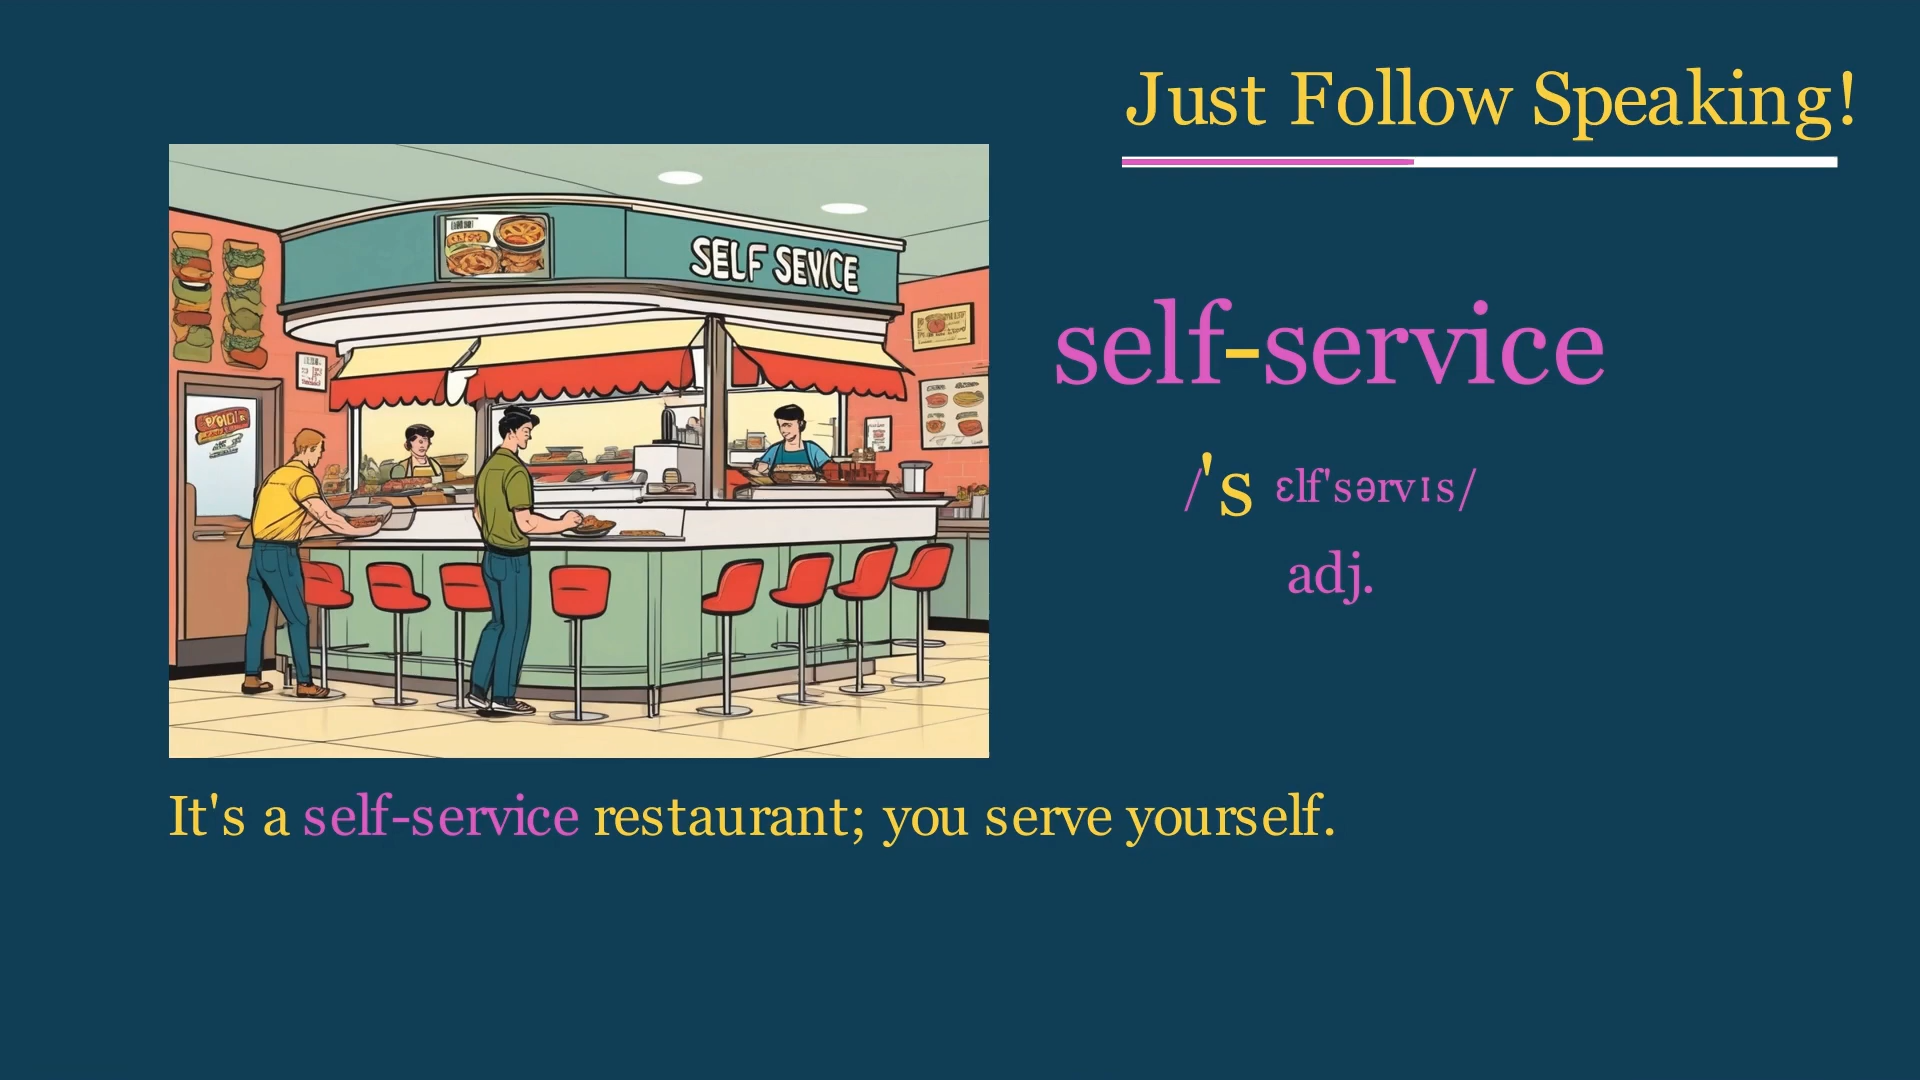 Just Follow Speaking!
SELF SEVICE
self-service
/'s ɛlf'sərvɪs/
adj.
It's a self-service restaurant; you serve yourself.